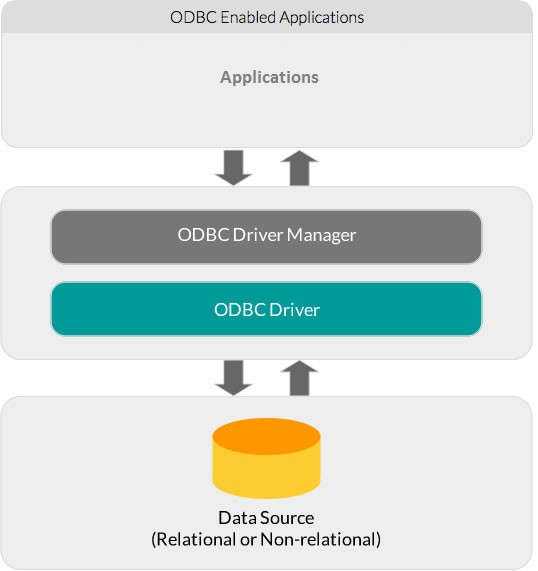 ODBC Enabled Applications
Applications
ODBC Driver Manager
ODBC Driver
Data Source
(Relational or Non-relational)